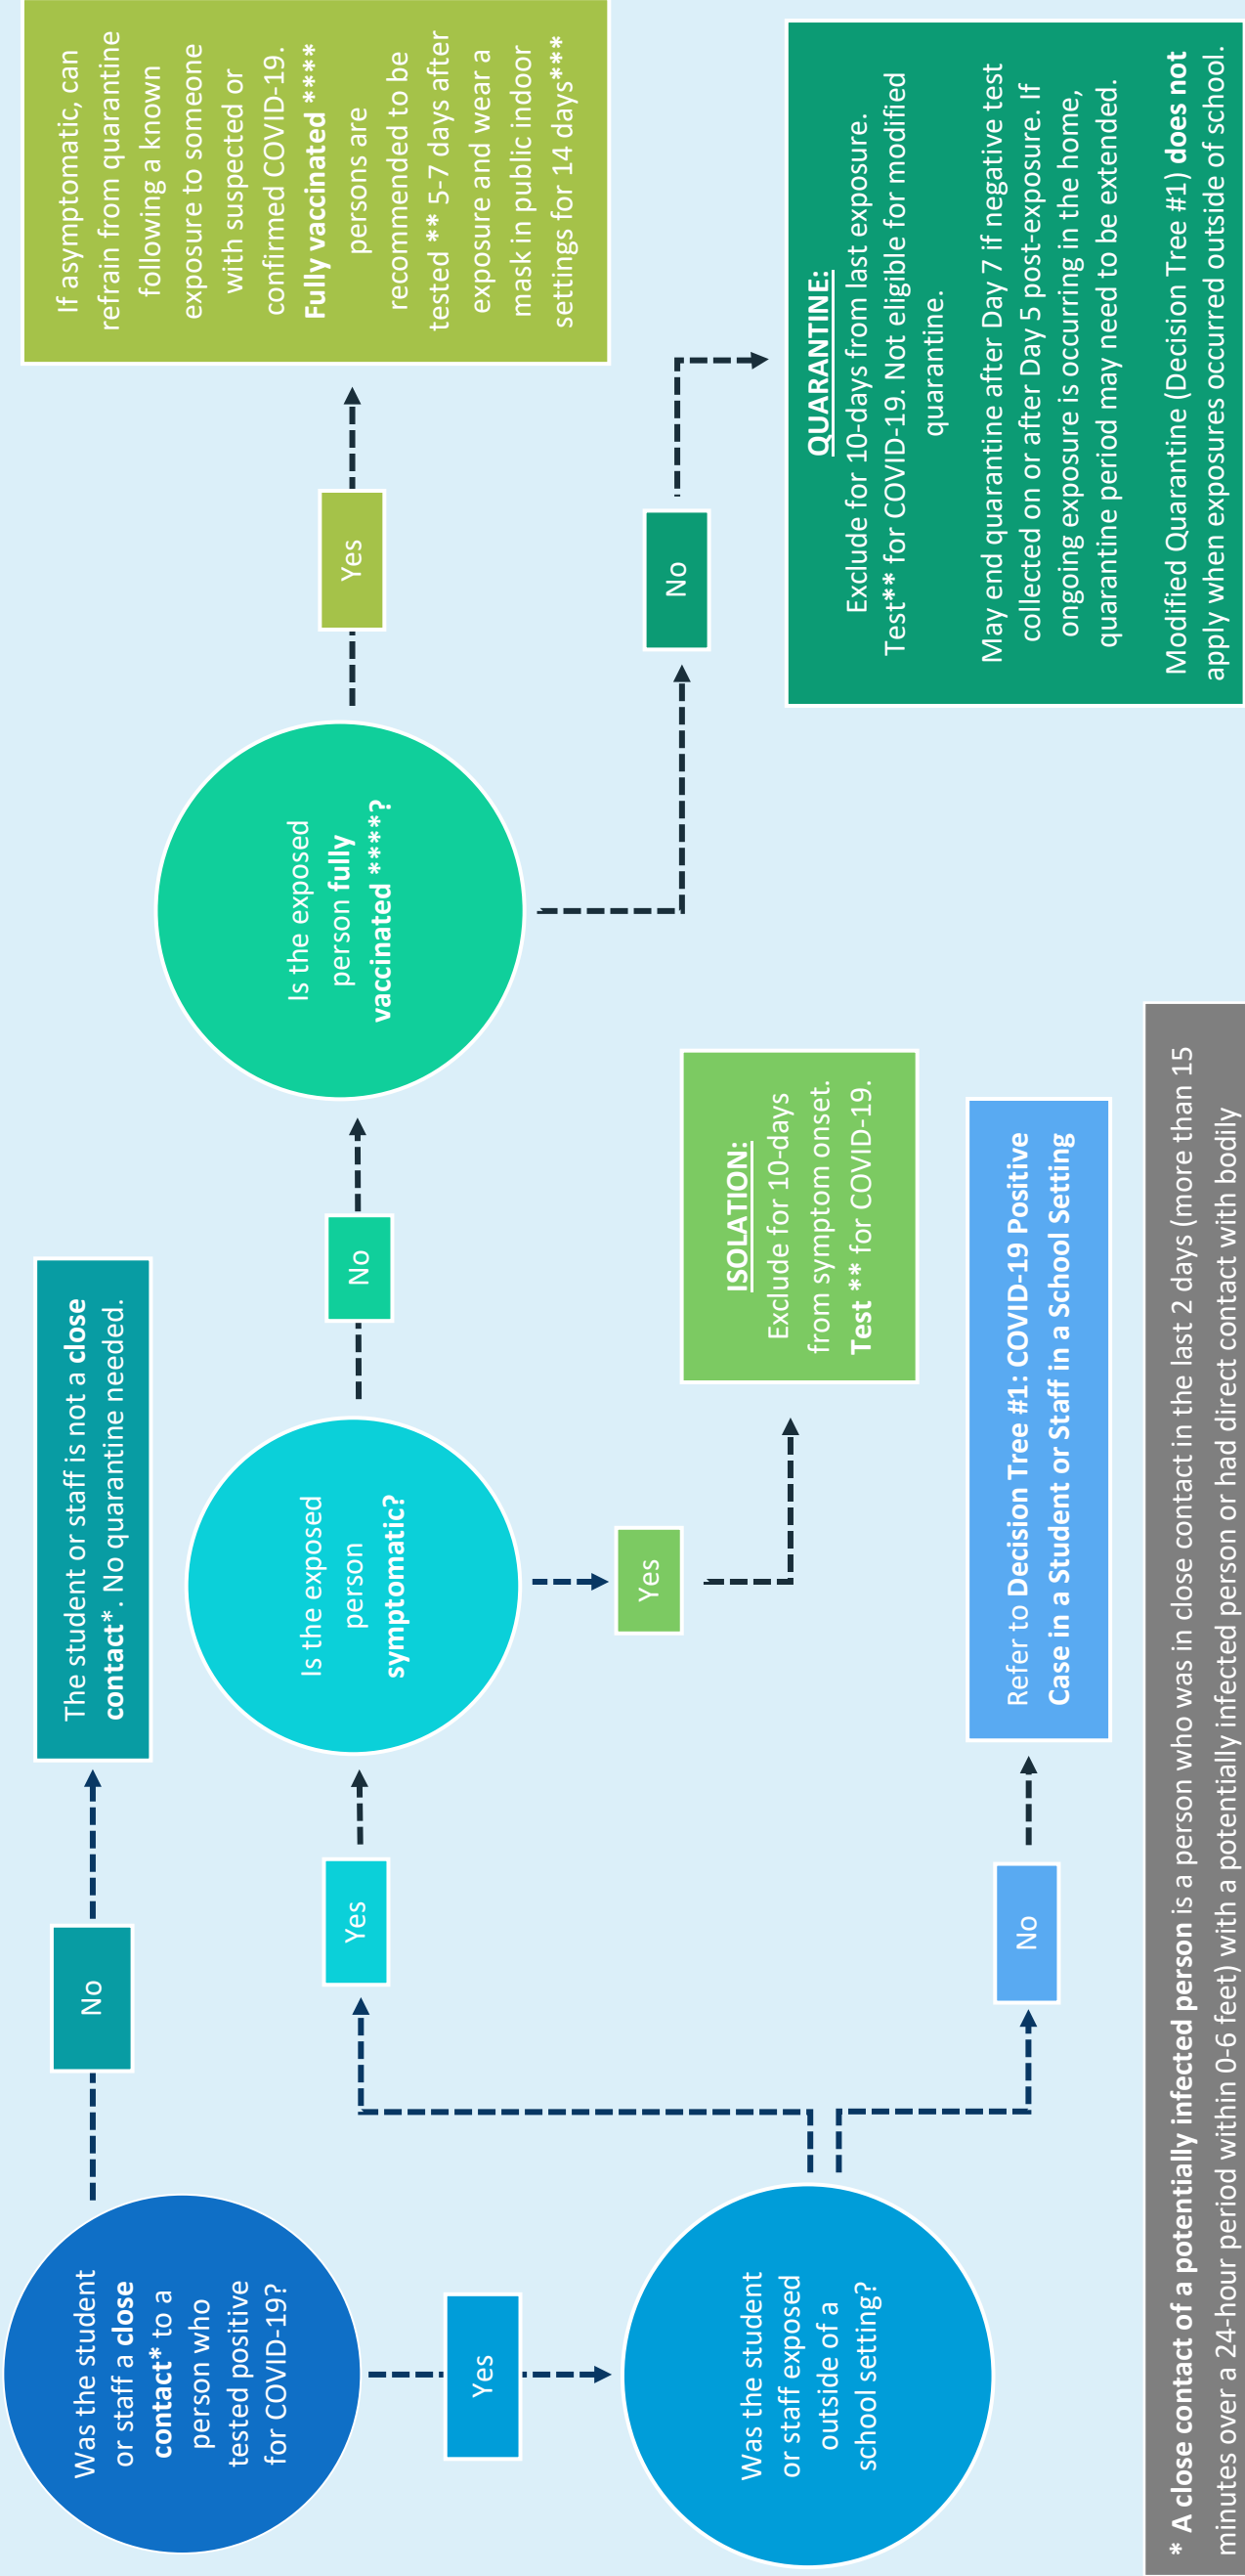 Was the student
or staff a close
contact* to a
person who
tested positive
for COVID-19?
No
The student or staff is not a close
contact*. No quarantine needed.
Yes
Was the student
or staff exposed
outside of a
school setting?
Yes
Is the exposed
person
symptomatic?
No
Is the exposed
person fully
vaccinated ****?
Yes
If asymptomatic, can
refrain from quarantine
following a known
exposure to someone
with suspected or
confirmed COVID-19.
Fully vaccinated ****
persons are
recommended to be
tested ** 5-7 days after
exposure and wear a
mask in public indoor
settings for 14 days***
Yes
ISOLATION:
Exclude for 10-days
from symptom onset.
Test ** for COVID-19.
No
QUARANTINE:
Exclude for 10-days from last exposure.
Test** for COVID-19. Not eligible for modified
quarantine.
May end quarantine after Day 7 if negative test
collected on or after Day 5 post-exposure. If
ongoing exposure is occurring in the home,
quarantine period may need to be extended.
Modified Quarantine (Decision Tree #1) does not
apply when exposures occurred outside of school.
No
Refer to Decision Tree #1: COVID-19 Positive
Case in a Student or Staff in a School Setting
* A close contact of a potentially infected person is a person who was in close contact in the last 2 days (more than 15
minutes over a 24-hour period within 0-6 feet) with a potentially infected person or had direct contact with bodily